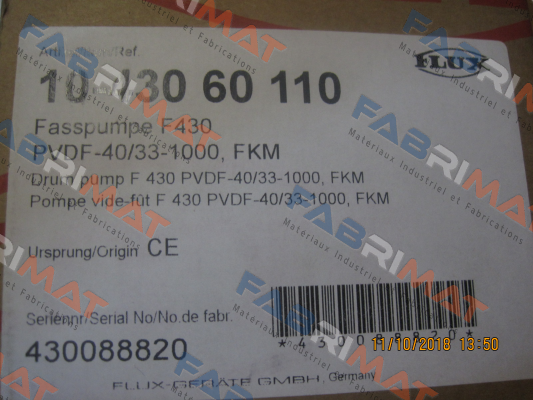 FLUX
60 110
Fasspumpe F430
PVDF-40/33-1000, FKM
Drum pump F 430 PVDF-40/33-1000, FKM
Pompe vide-fût F 430 PVDF-40/33-1000, FKM
Ursprung/Origin CE
Seriennr/Serial No/No.de fabr.
430088820
*430088820*
11/10/2018 13:50
FLUX-GERÄTE GMBH, Germany
FABRIMAT
Materiaux Industriel et Fabrications